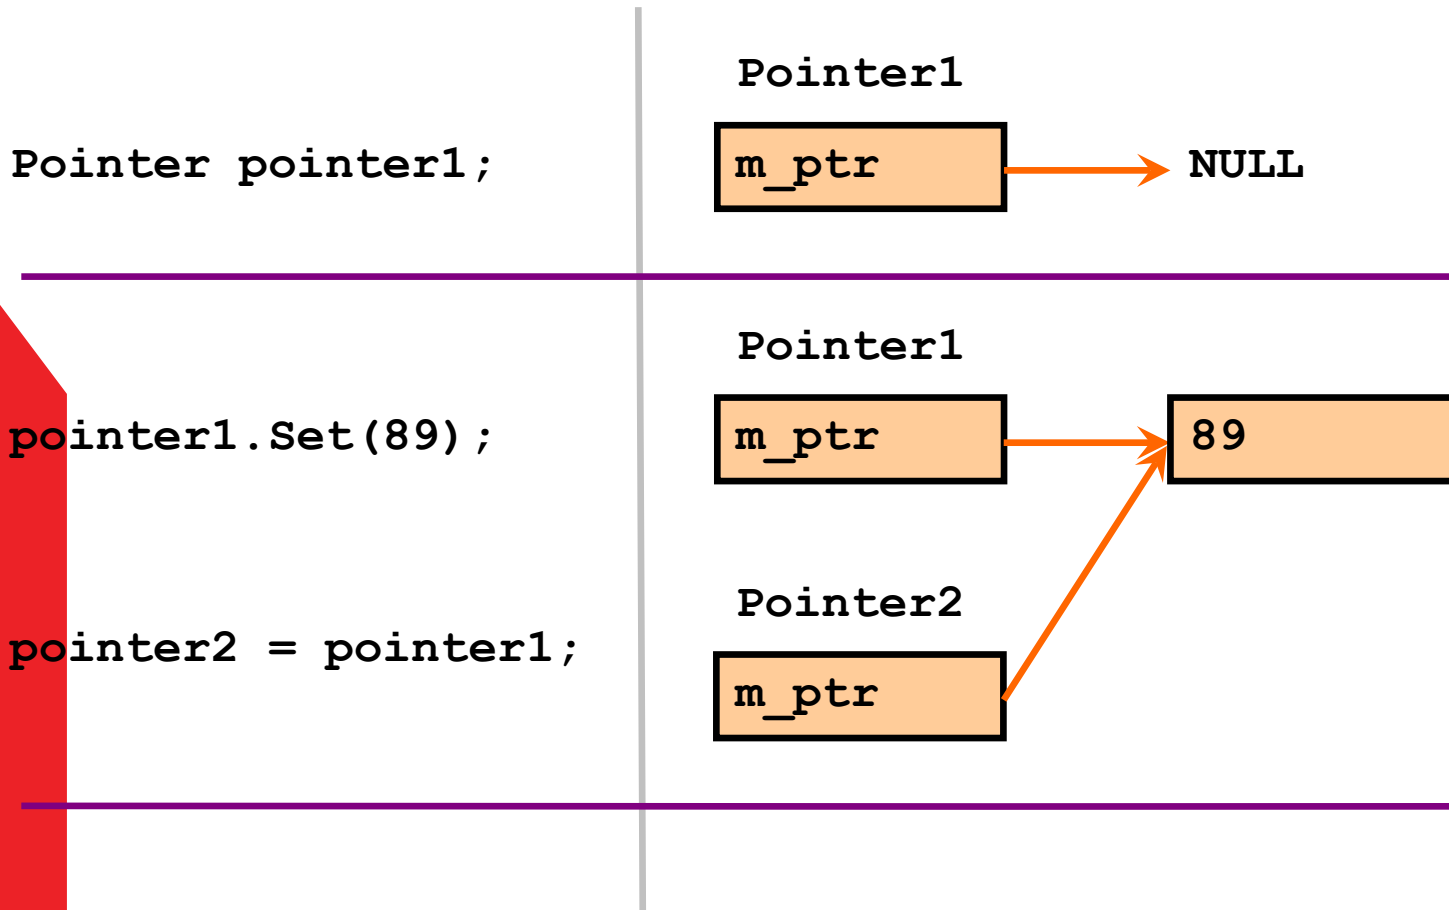 Pointer1
Pointer pointer1;
m_ptr
NULL
Pointer1
pointer1.Set(89);
m_ptr
89
Pointer2
pointer2 = pointer1;
m_ptr